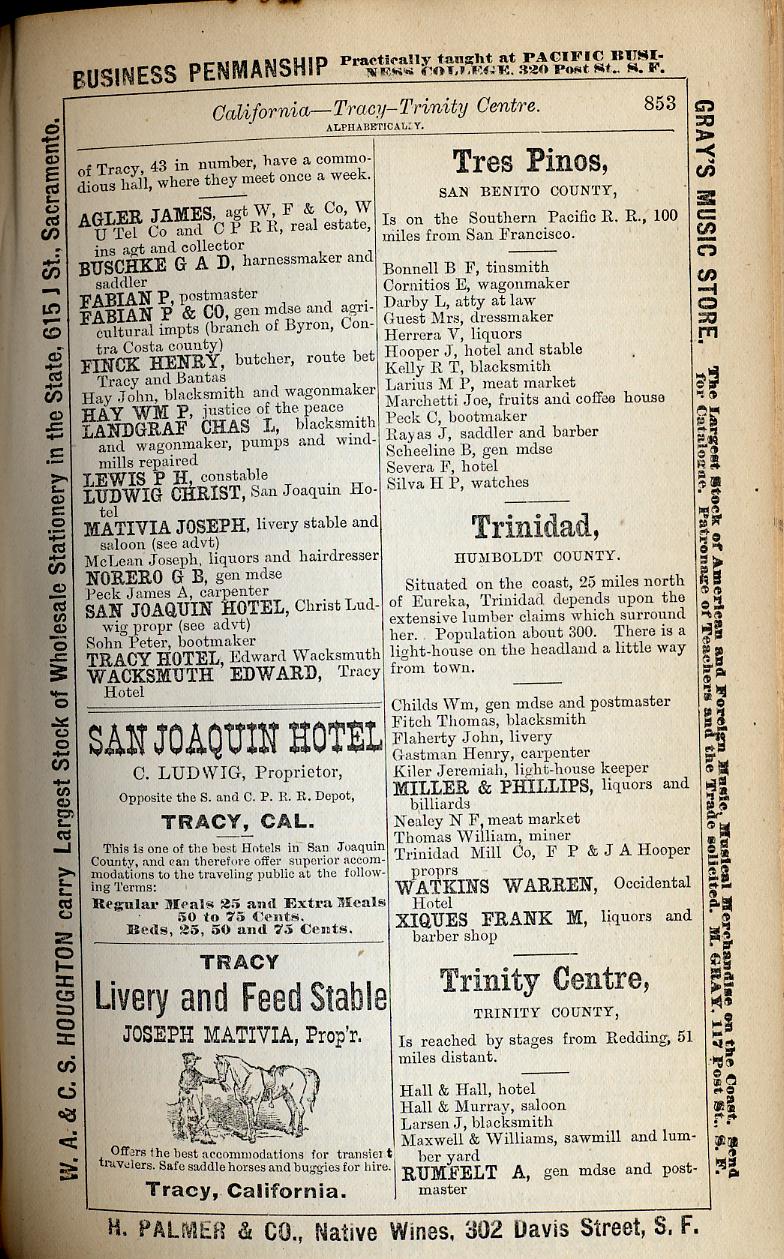 BUSINESS PENMANSHIP Practically taught at PACIFIC BUSI-
NESS COLLEGE, 320 Post St., S. F.
California—Tracy–Trinity Centre. 853
ALPHABETICALLY.
of Tracy, 43 in number, have a commo-
dious hall, where they meet once a week.
AGLER JAMES, agt W, F & Co, W
U Tel Co and C P R R, real estate,
ins agt and collector
BUSCHKE G A D, harnessmaker and
saddler
FABIAN P, postmaster
FABIAN P & CO, gen mdse and agri-
cultural impts (branch of Byron, Con-
tra Costa county)
FINCK HENRY, butcher, route bet
Tracy and Bantas
Hay John, blacksmith and wagonmaker
HAY WM P, justice of the peace
LANDGRAF CHAS L, blacksmith
and wagonmaker, pumps and wind-
mills repaired
LEWIS P H, constable
LUDWIG CHRIST, San Joaquin Ho-
tel
MATIVIA JOSEPH, livery stable and
saloon (see advt)
McLean Joseph, liquors and hairdresser
NORERO G B, gen mdse
Peck James A, carpenter
SAN JOAQUIN HOTEL, Christ Lud-
wig propr (see advt)
Sohn Peter, bootmaker
TRACY HOTEL, Edward Wacksmuth
WACKSMUTH EDWARD, Tracy
Hotel
SAN JOAQUIN HOTEL
C. LUDWIG, Proprietor,
Opposite the S. and C. P. R. R. Depot,
TRACY, CAL.
This is one of the best Hotels in San Joaquin
County, and can therefore offer superior accom-
modations to the traveling public at the follow-
ing Terms:
Regular Meals 25 and Extra Meals
50 to 75 Cents.
Beds, 25, 50 and 75 Cents.
TRACY
Livery and Feed Stable
JOSEPH MATIVIA, Prop'r.
Offers the best accommodations for transient
travelers. Safe saddle horses and buggies for hire.
Tracy, California.
Tres Pinos,
SAN BENITO COUNTY,
Is on the Southern Pacific R. R., 100
miles from San Francisco.
Bonnell B F, tinsmith
Cornitios E, wagonmaker
Darby L, atty at law
Guest Mrs, dressmaker
Herrera V, liquors
Hooper J, hotel and stable
Kelly R T, blacksmith
Larius M P, meat market
Marchetti Joe, fruits and coffee house
Peck C, bootmaker
Rayas J, saddler and barber
Scheeline B, gen mdse
Severa F, hotel
Silva H P, watches
Trinidad,
HUMBOLDT COUNTY.
Situated on the coast, 25 miles north
of Eureka, Trinidad depends upon the
extensive lumber claims which surround
her. Population about 300. There is a
light-house on the headland a little way
from town.
Childs Wm, gen mdse and postmaster
Fitch Thomas, blacksmith
Flaherty John, livery
Gastman Henry, carpenter
Kiler Jeremiah, light-house keeper
MILLER & PHILLIPS, liquors and
billiards
Nealey N F, meat market
Thomas William, miner
Trinidad Mill Co, F P & J A Hooper
proprs
WATKINS WARREN, Occidental
Hotel
XIQUES FRANK M, liquors and
barber shop
Trinity Centre,
TRINITY COUNTY,
Is reached by stages from Redding, 51
miles distant.
Hall & Hall, hotel
Hall & Murray, saloon
Larsen J, blacksmith
Maxwell & Williams, sawmill and lum-
ber yard
RUMFELT A, gen mdse and post-
master
W. A. & C. S. HOUGHTON carry Largest Stock of Wholesale Stationery in the State, 615 J St., Sacramento.
GRAY'S MUSIC STORE. The Largest Stock of American and Foreign Music, Musical Merchandise on the Coast. Send
for Catalogue. Patronage of Teachers and the Trade solicited. M. GRAY, 117 Post St., S. F.
H. PALMER & CO., Native Wines, 302 Davis Street, S. F.